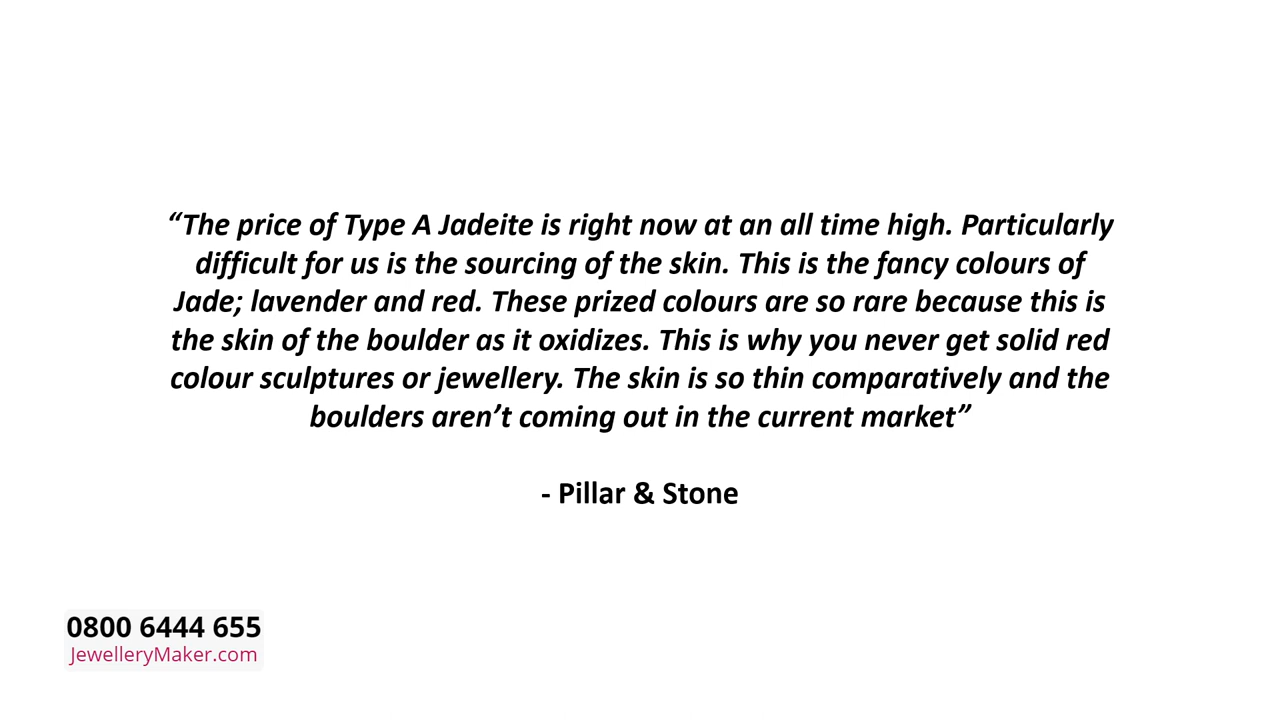 “The price of Type A Jadeite is right now at an all time high. Particularly
difficult for us is the sourcing of the skin. This is the fancy colours of
Jade; lavender and red. These prized colours are so rare because this is
the skin of the boulder as it oxidizes. This is why you never get solid red
colour sculptures or jewellery. The skin is so thin comparatively and the
boulders aren’t coming out in the current market”
- Pillar & Stone
0800 6444 655
JewelleryMaker.com